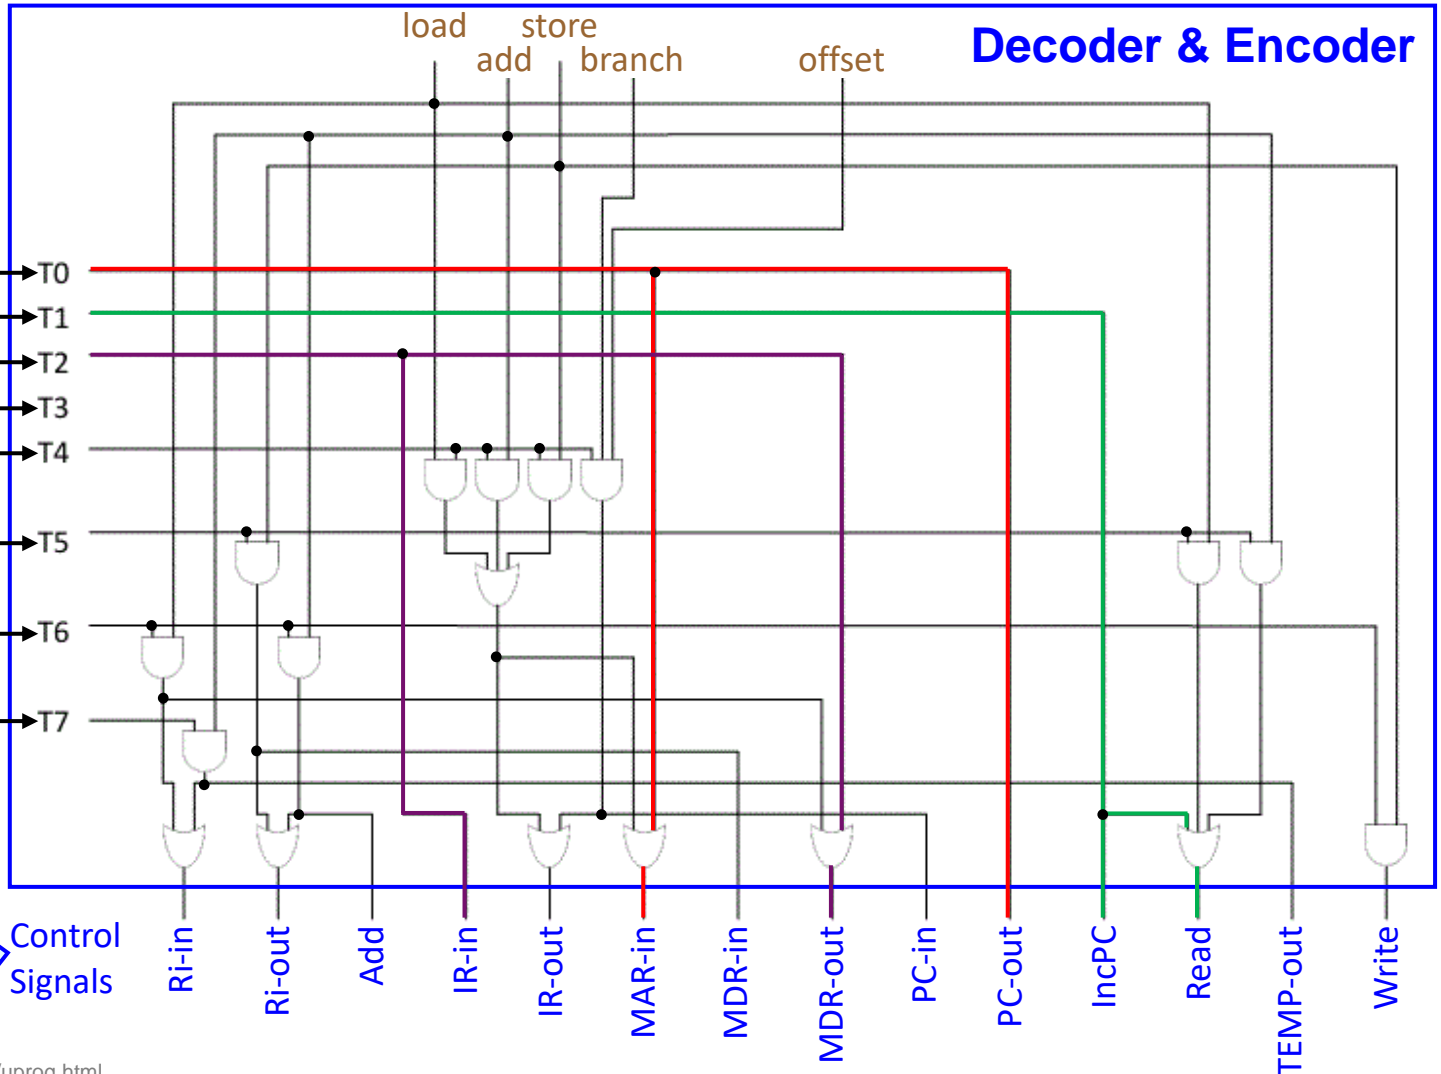 load
store
add
branch
offset
Decoder & Encoder
T0
T1
T2
T3
T4
T5
T6
T7
Control
Signals
Ri-in
Ri-out
Add
IR-in
IR-out
MAR-in
MDR-in
MDR-out
PC-in
PC-out
IncPC
Read
TEMP-out
Write
/uprog.html